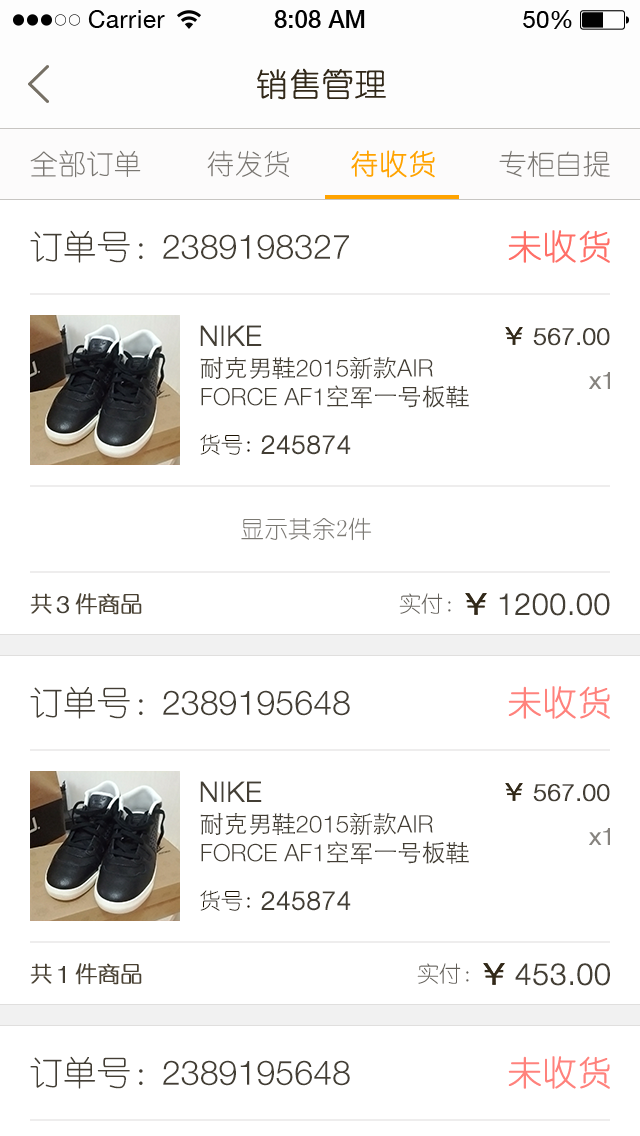 Carrier 8:08 AM 50%
销售管理
全部订单 待发货 待收货 专柜自提
订单号：2389198327 未收货
NIKE ¥ 567.00
耐克男鞋2015新款AIR
x1
FORCE AF1空军一号板鞋
货号：245874
显示其余2件
共3件商品 实付：¥ 1200.00
订单号：2389195648 未收货
NIKE ¥ 567.00
耐克男鞋2015新款AIR
x1
FORCE AF1空军一号板鞋
货号：245874
共1件商品 实付：¥ 453.00
订单号：2389195648 未收货